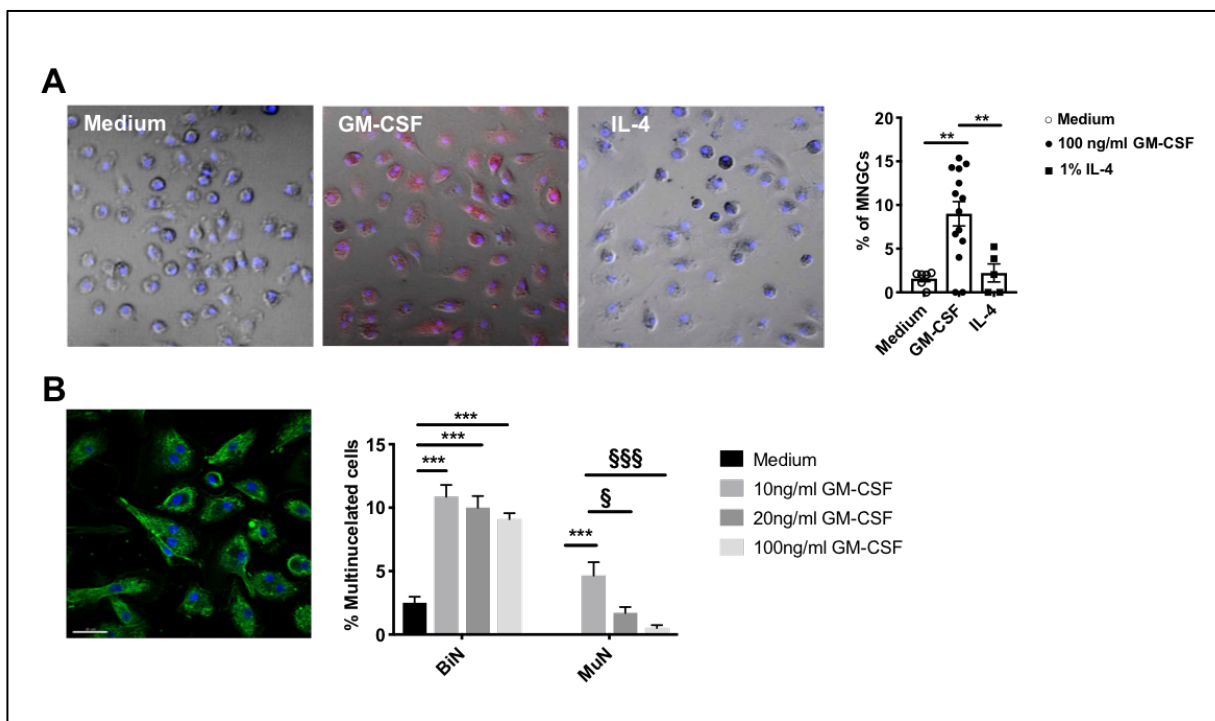 A
Medium
GM-CSF
IL-4
% of MNGCs
20
15
10
5
0
**
**
Medium
GM-CSF
IL-4
Medium
100 ng/ml GM-CSF
1% IL-4
B
% Multinucelated cells
15
10
5
0
***
***
***
***
§
§§§
BiN
MuN
Medium
10ng/ml GM-CSF
20ng/ml GM-CSF
100ng/ml GM-CSF